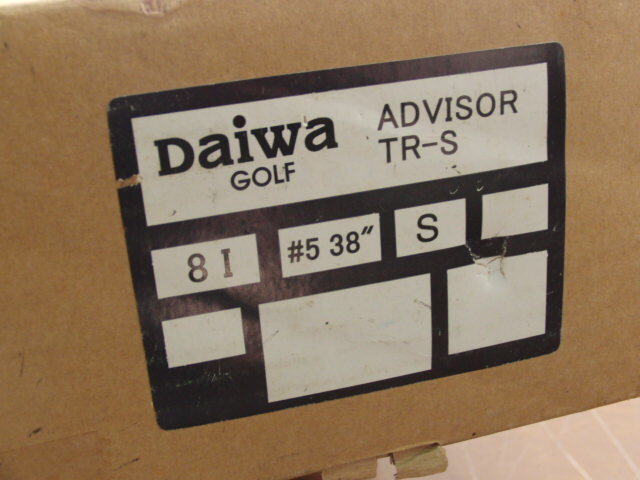 Daiwa
GOLF
ADVISOR
TR-S
8 I
#5 38"
S